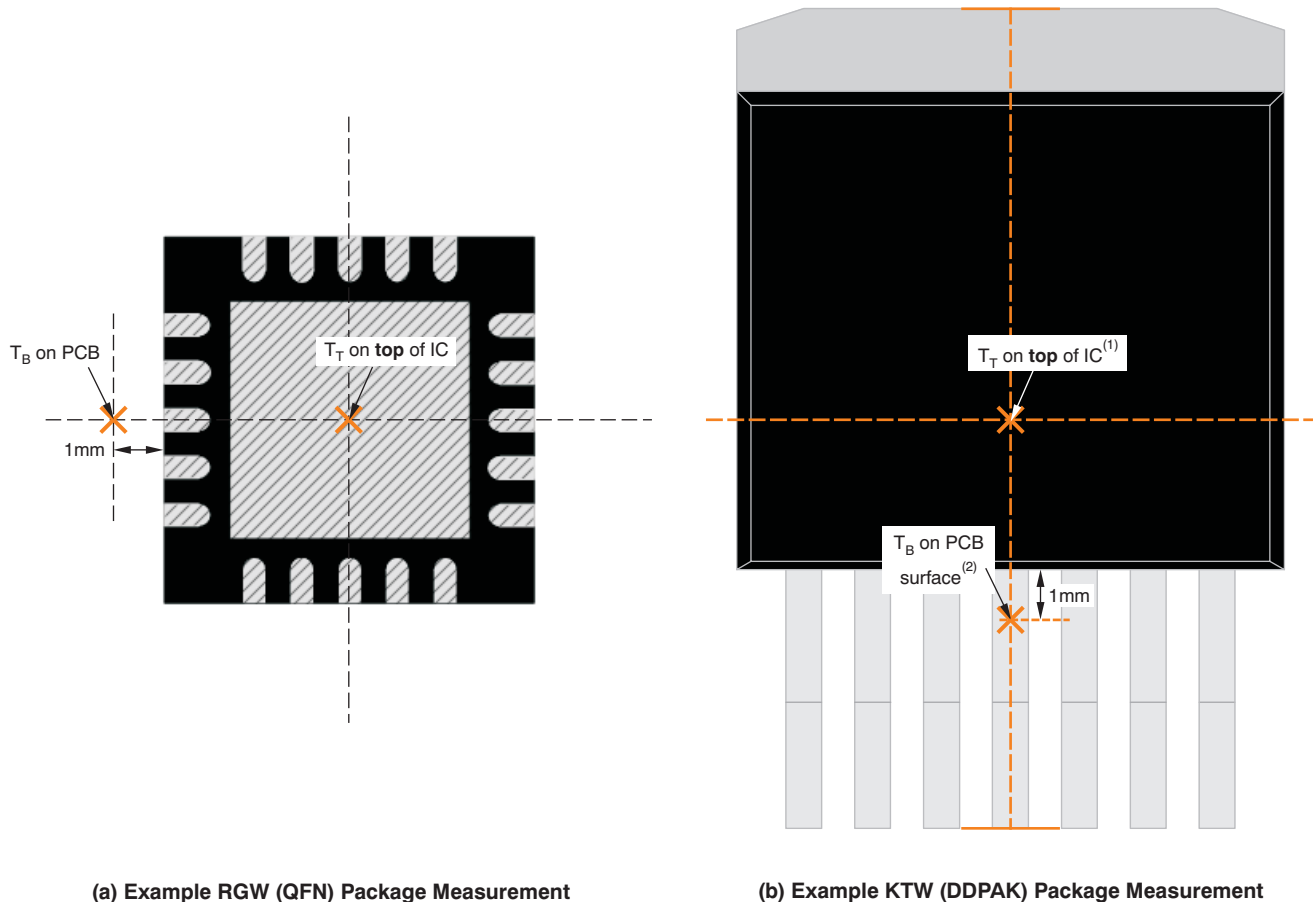 T_B on PCB
1mm
T_T on top of IC
(a) Example RGW (QFN) Package Measurement
T_T on top of IC(1)
T_B on PCB
surface(2)
1mm
(b) Example KTW (DDPAK) Package Measurement